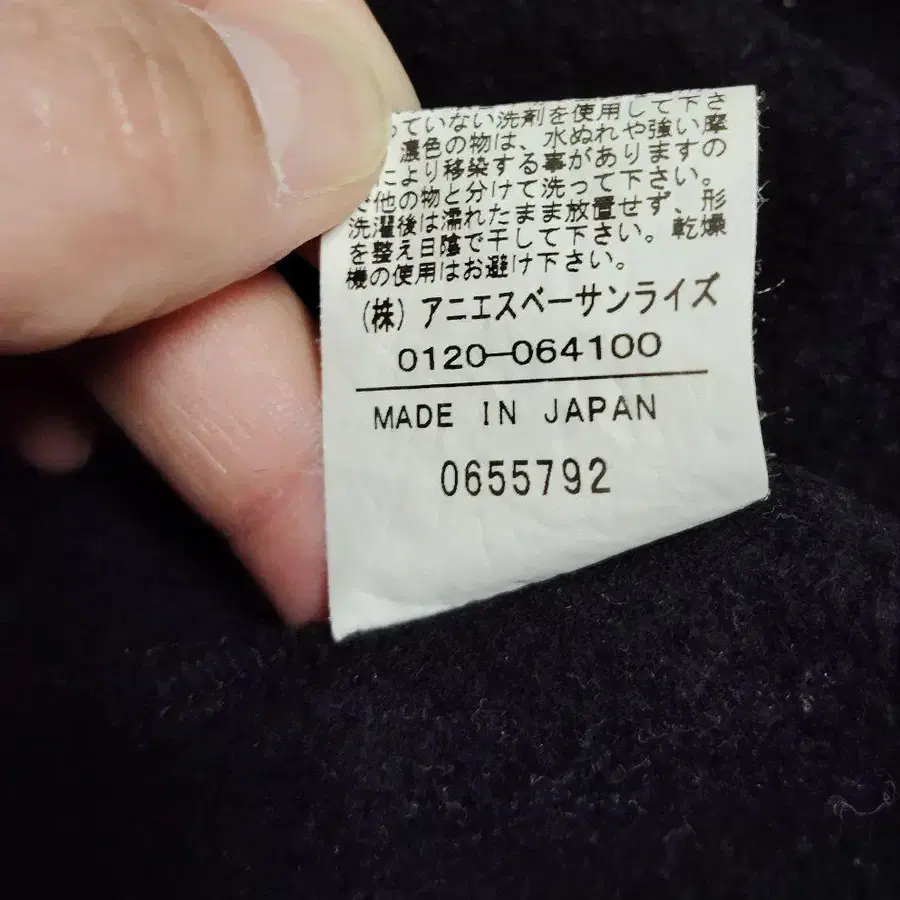 っていない洗剤を使用して下さ
濃色の物は、水ぬれや強い摩
により移染する事がありますの
で他の物と分けて洗って下さい。
洗濯後は濡れたまま放置せず、形
を整え日陰で干して下さい。乾燥
機の使用はお避け下さい。
(株)アニエスベーサンライズ
0120-064100
MADE IN JAPAN
0655792